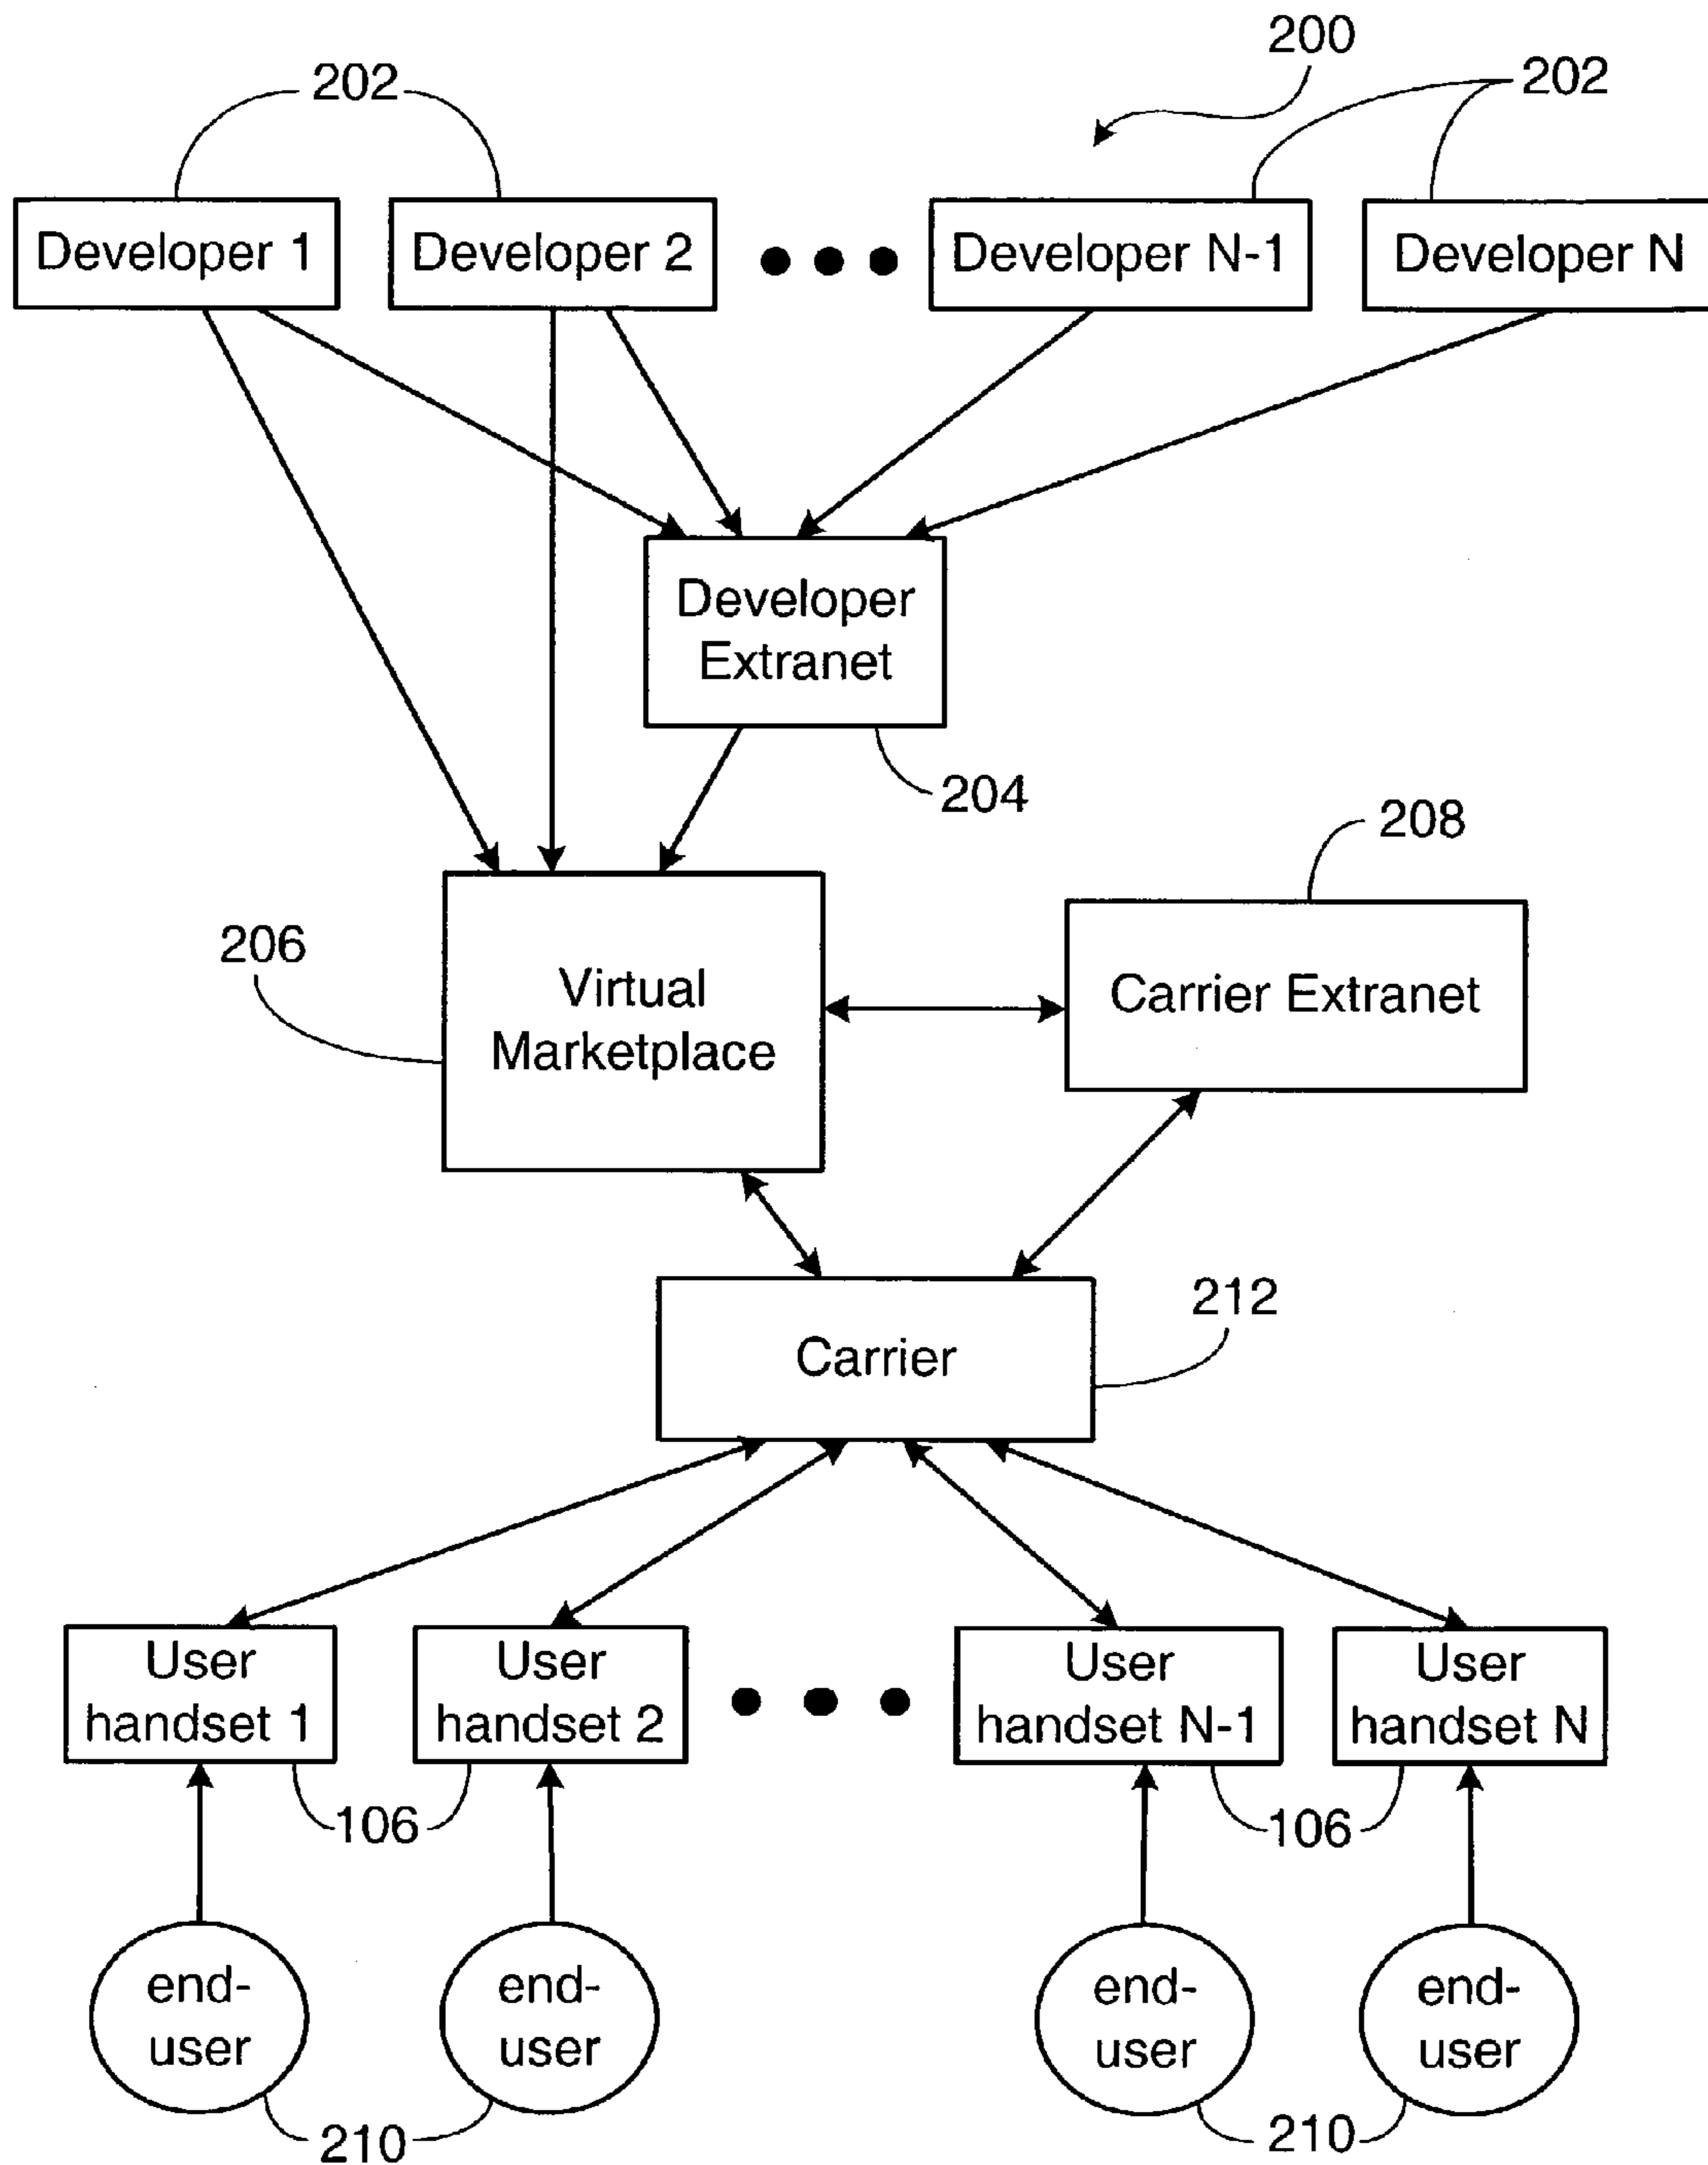 200
202
202
Developer 1
Developer 2
Developer N-1
Developer N
Developer
Extranet
204
208
206
Virtual
Marketplace
Carrier Extranet
212
Carrier
User
handset 1
User
handset 2
User
handset N-1
User
handset N
106
106
end-
user
end-
user
end-
user
end-
user
210
210